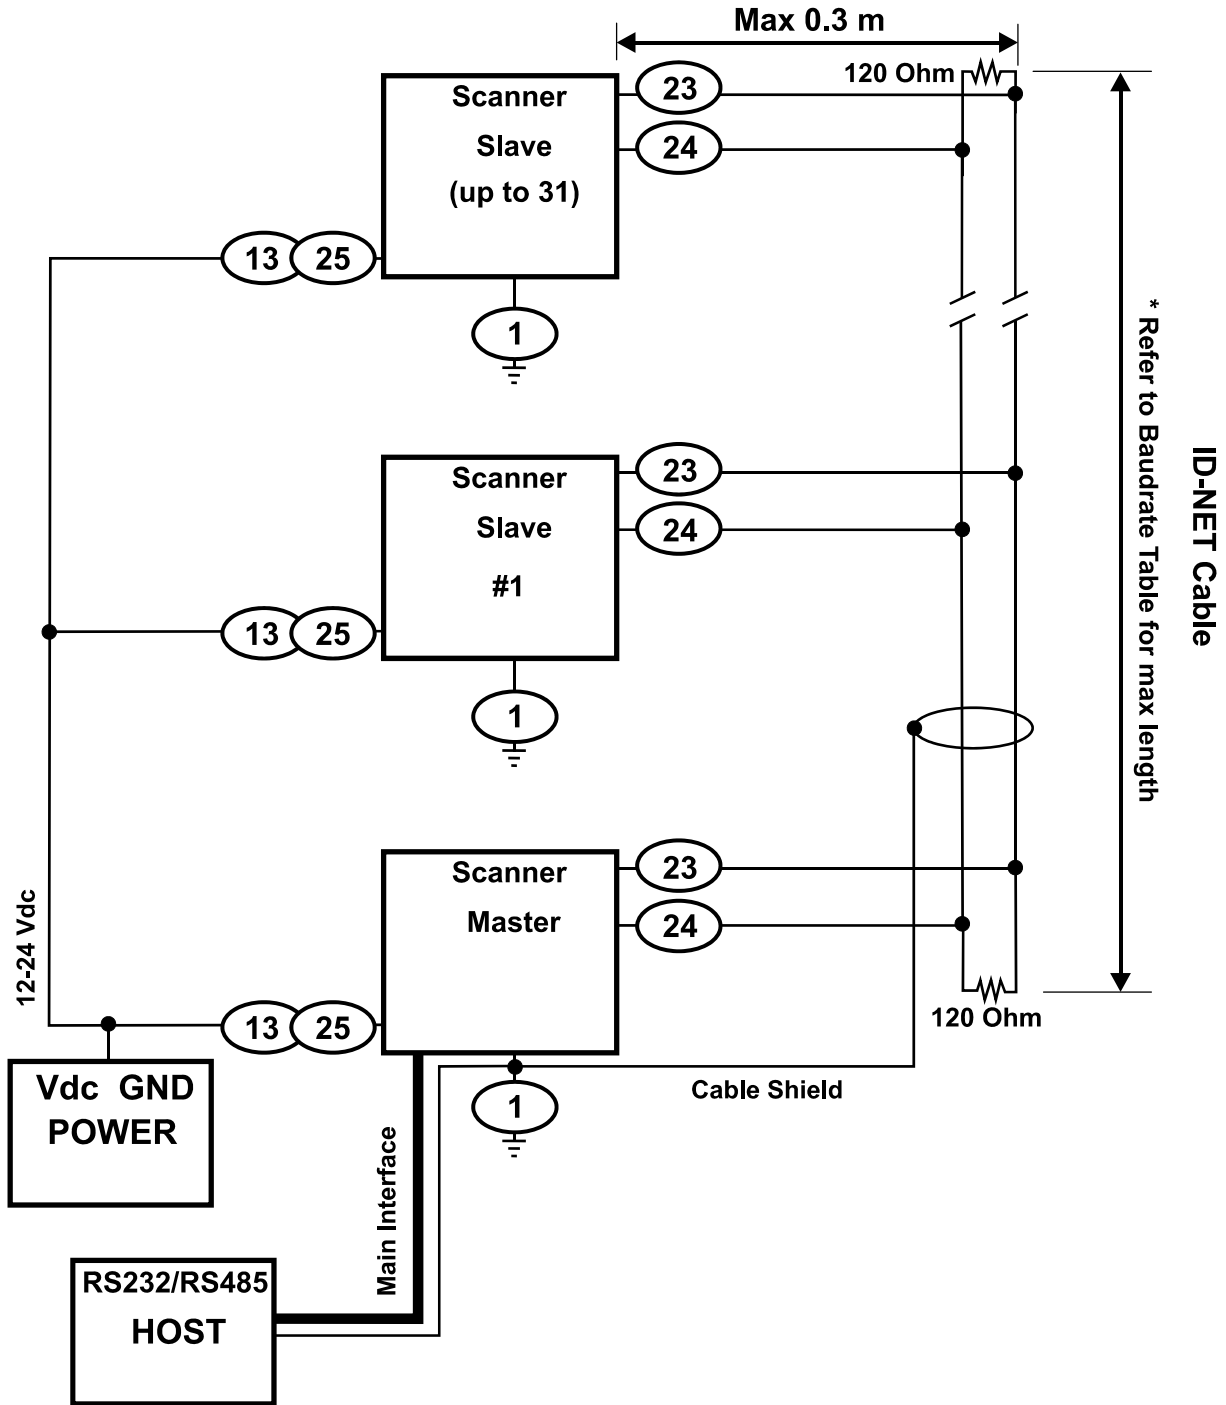 Max 0.3 m
120 Ohm
Scanner
Slave
(up to 31)
23
24
13
25
1
Scanner
Slave
#1
23
24
13
25
1
* Refer to Baudrate Table for max length
ID-NET Cable
Scanner
Master
23
24
12-24 Vdc
13
25
120 Ohm
Vdc GND
POWER
1
Cable Shield
Main Interface
RS232/RS485
HOST